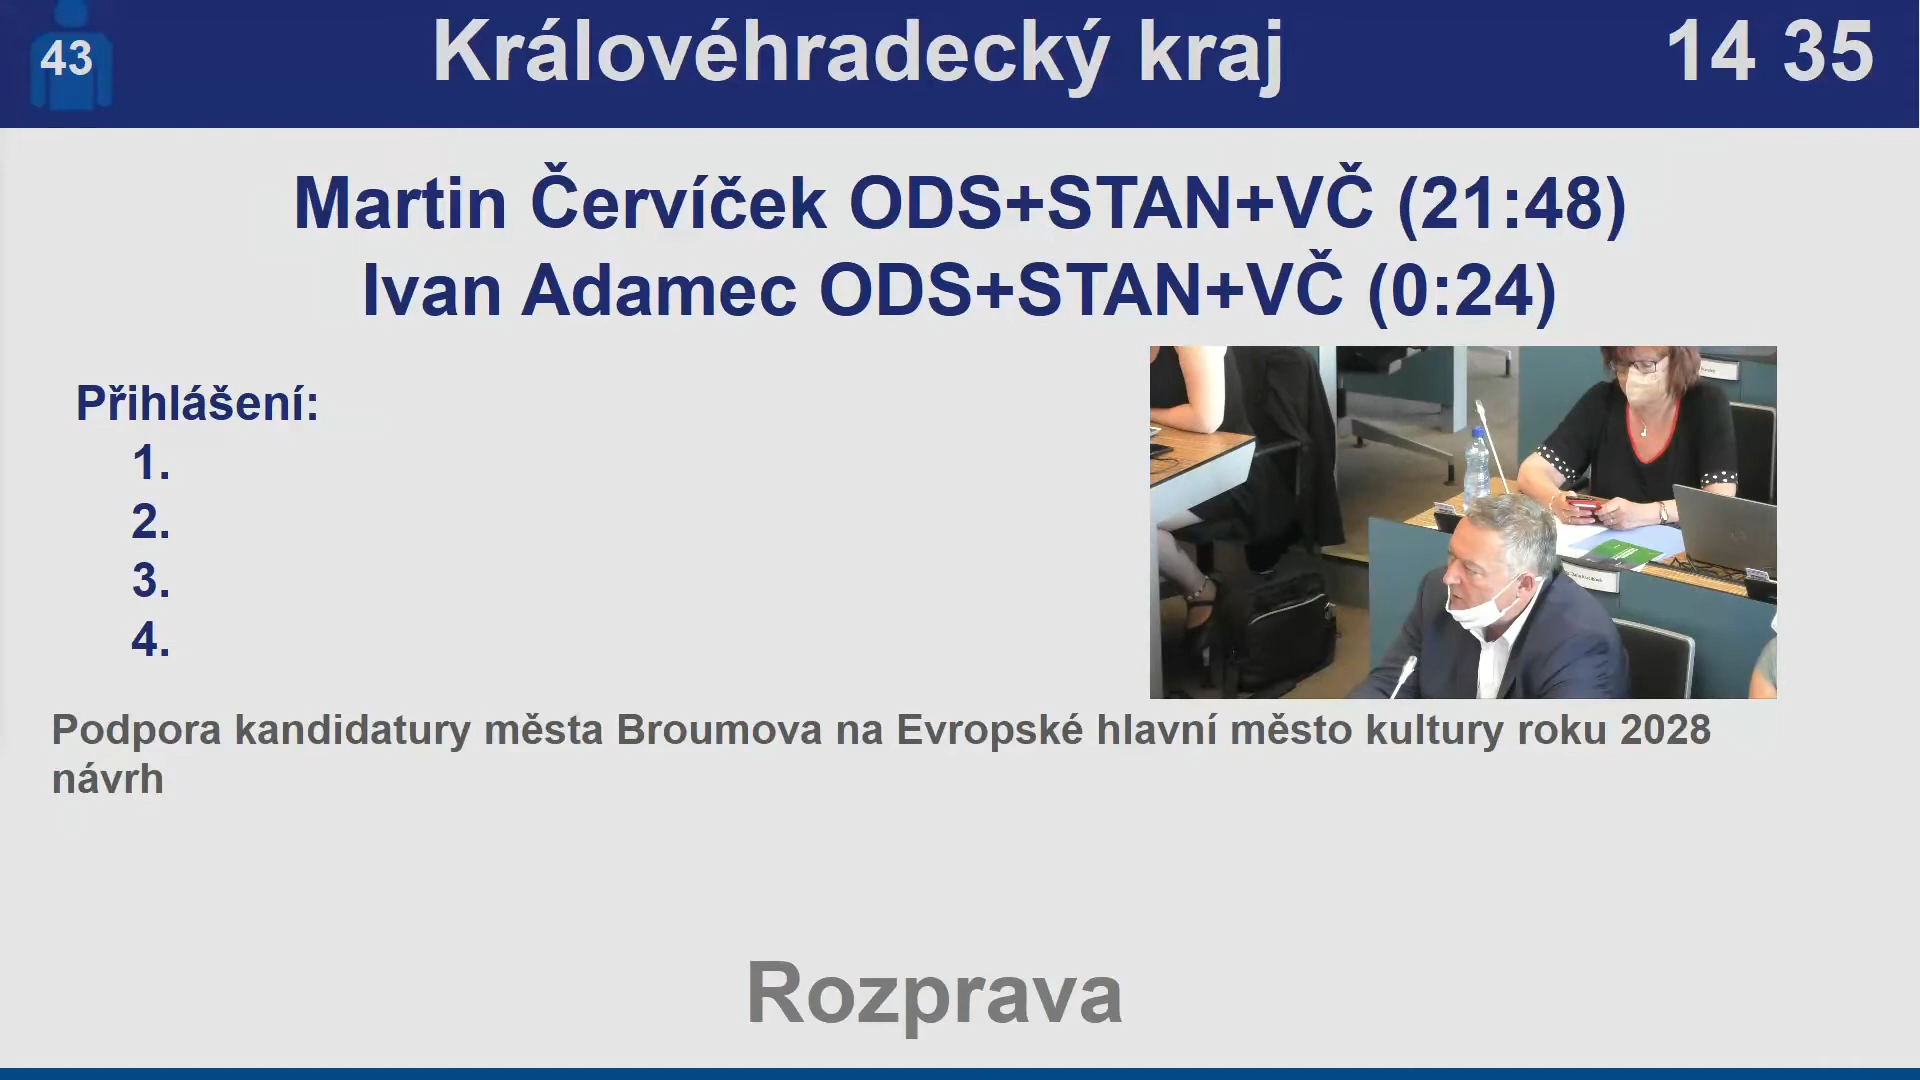 43
Královéhradecký kraj
14 35
Martin Červíček ODS+STAN+VČ (21:48)
Ivan Adamec ODS+STAN+VČ (0:24)
Přihlášení:
1.
2.
3.
4.
Podpora kandidatury města Broumova na Evropské hlavní město kultury roku 2028
návrh
Rozprava